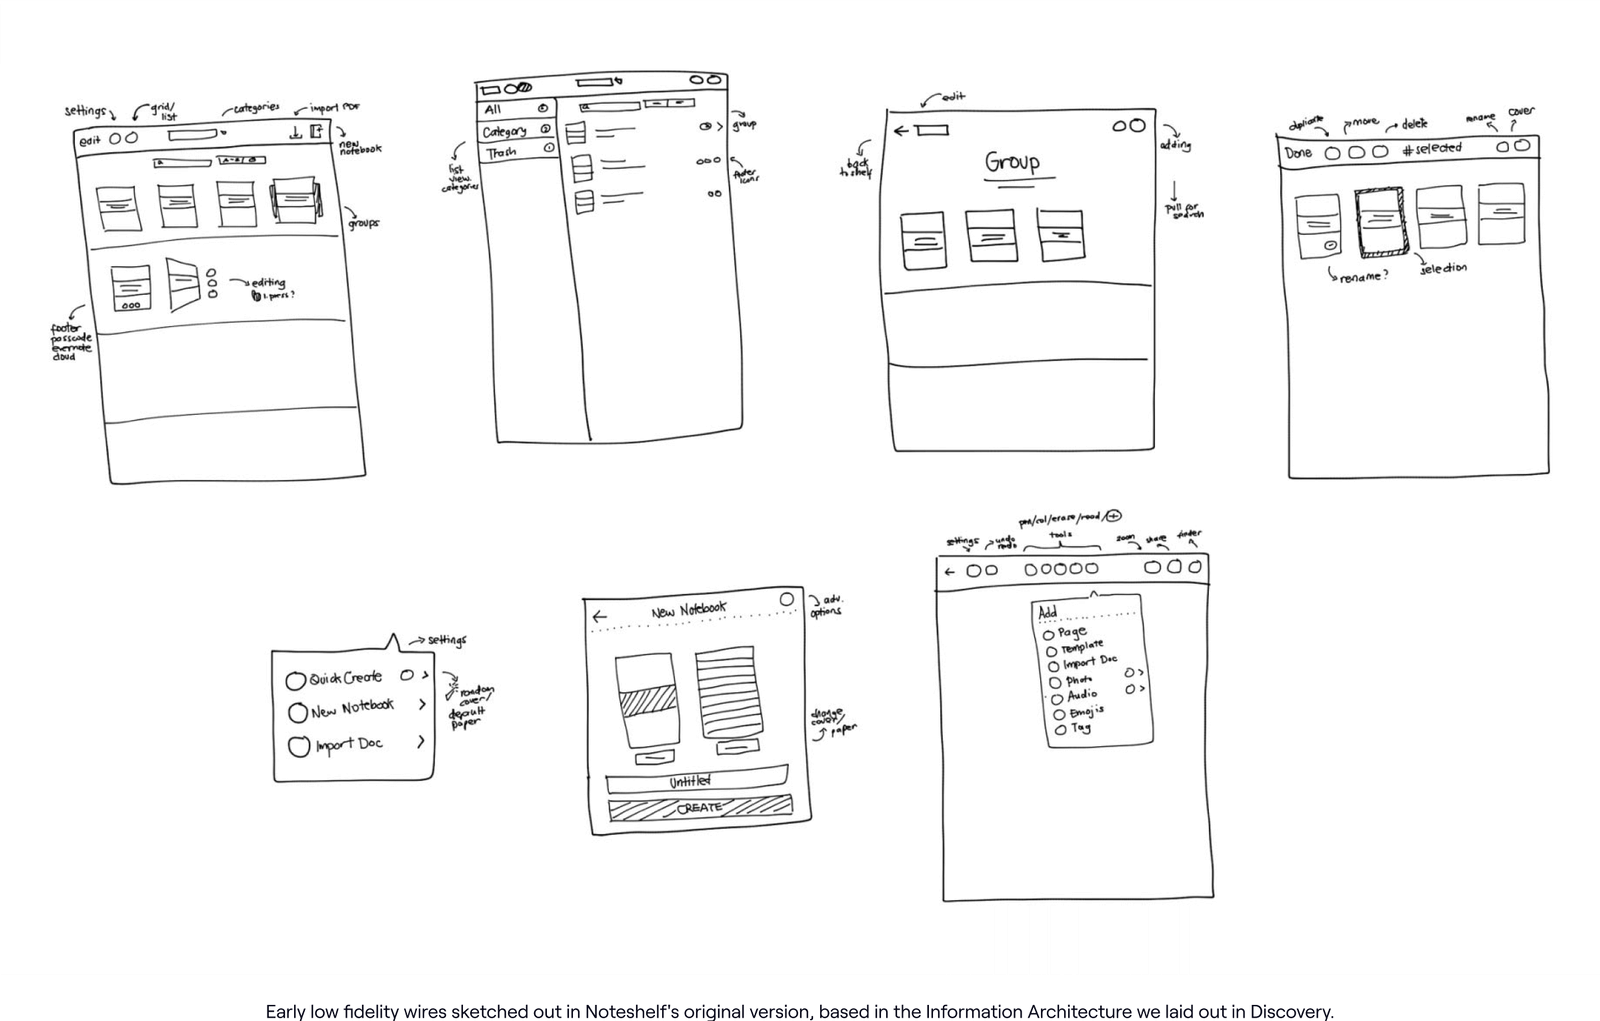 settings
grid/
list
categories
import PDF
edit
new
notebook
groups
editing
1. press?
footer
passcode
evernote
cloud
All
Category
Trash
list
view
categories
group
footer
icons
edit
back
to shelf
Group
adding
pull for
search
duplicate
more
delete
rename
cover
Done
#selected
rename?
selection
settings
Quick Create
New Notebook
Import Doc
random
cover/
default
paper
New Notebook
adv.
options
change
cover/
paper
Untitled
CREATE
pen/col/erase/read/+
tools
settings
undo
redo
zoom
share
finder
Add
Page
Template
Import Doc
Photo
Audio
Emojis
Tag
Early low fidelity wires sketched out in Noteshelf's original version, based in the Information Architecture we laid out in Discovery.